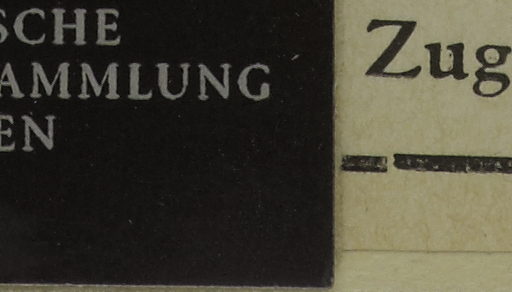 SCHE
AMMLUNG
EN
Zug